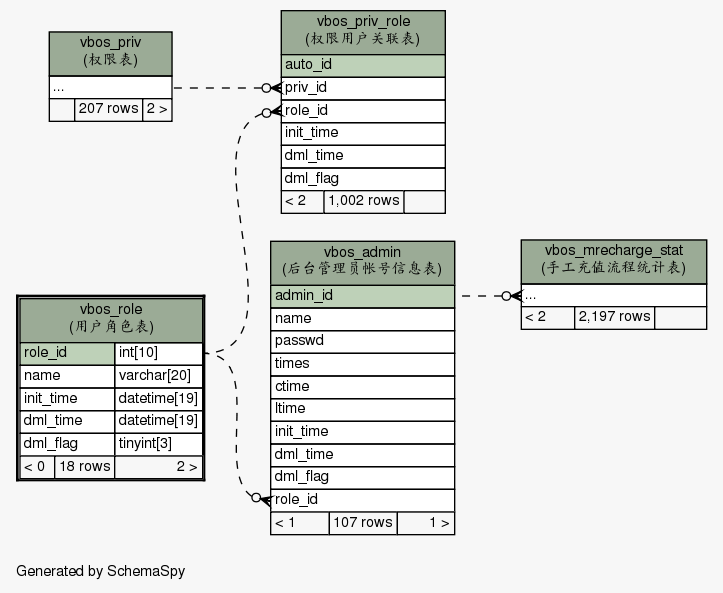 vbos_priv
(权限表)
...
207 rows 2 >
vbos_priv_role
(权限用户关联表)
auto_id
priv_id
role_id
init_time
dml_time
dml_flag
< 2 1,002 rows
vbos_role
(用户角色表)
role_id int[10]
name varchar[20]
init_time datetime[19]
dml_time datetime[19]
dml_flag tinyint[3]
< 0 18 rows 2 >
vbos_admin
(后台管理员帐号信息表)
admin_id
name
passwd
times
ctime
ltime
init_time
dml_time
dml_flag
role_id
< 1 107 rows 1 >
vbos_mrecharge_stat
(手工充值流程统计表)
...
< 2 2,197 rows
Generated by SchemaSpy